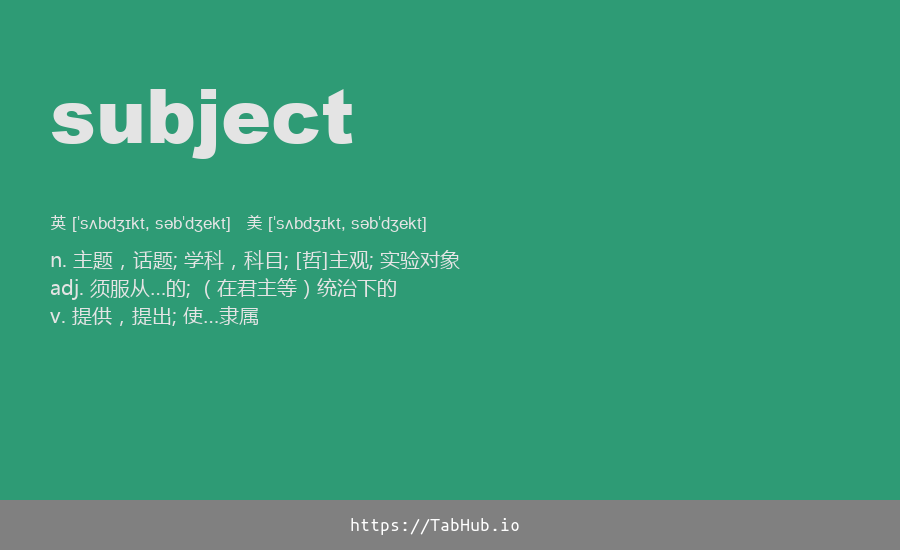 subject
英 [ˈsʌbdʒɪkt, səbˈdʒekt] 美 [ˈsʌbdʒɪkt, səbˈdʒekt]
n. 主题，话题; 学科，科目; [哲]主观; 实验对象
adj. 须服从…的; （在君主等）统治下的
v. 提供，提出; 使…隶属
https://TabHub.io